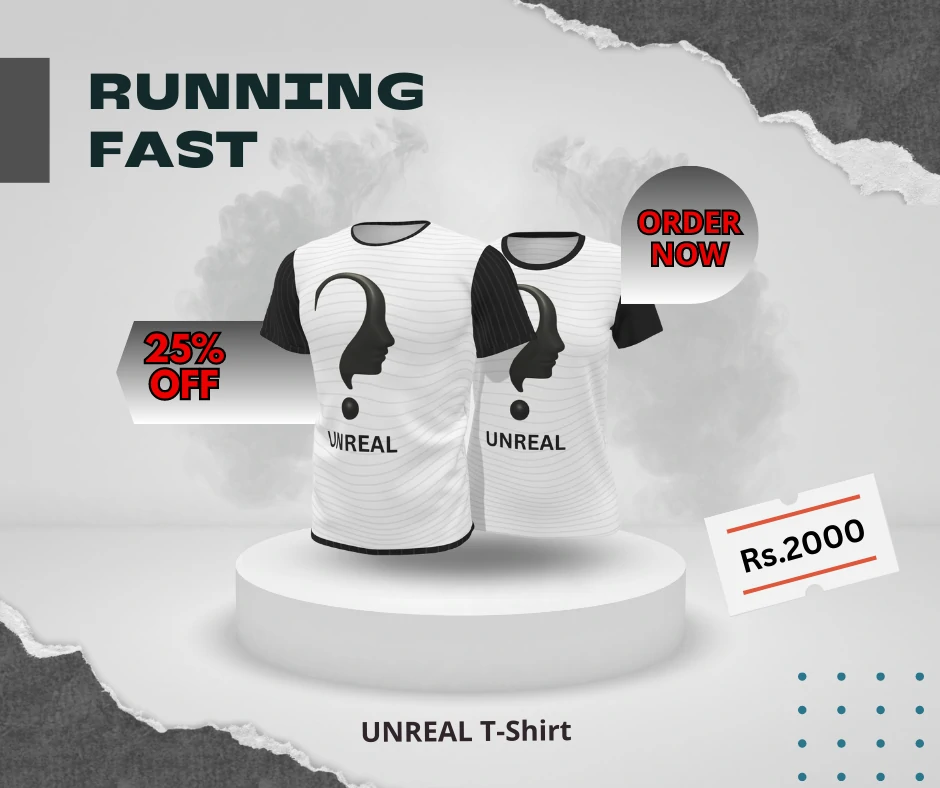 RUNNING
FAST
ORDER
NOW
25%
OFF
UNREAL
UNREAL
Rs.2000
UNREAL T-Shirt